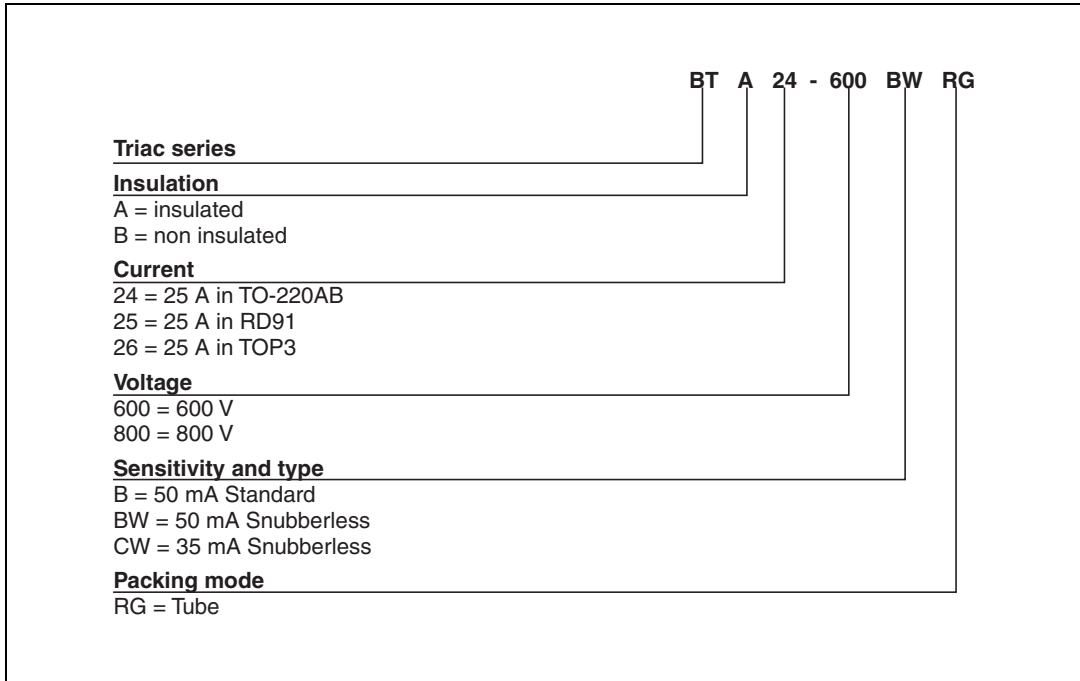 BT A 24 - 600 BW RG
Triac series
Insulation
A = insulated
B = non insulated
Current
24 = 25 A in TO-220AB
25 = 25 A in RD91
26 = 25 A in TOP3
Voltage
600 = 600 V
800 = 800 V
Sensitivity and type
B = 50 mA Standard
BW = 50 mA Snubberless
CW = 35 mA Snubberless
Packing mode
RG = Tube